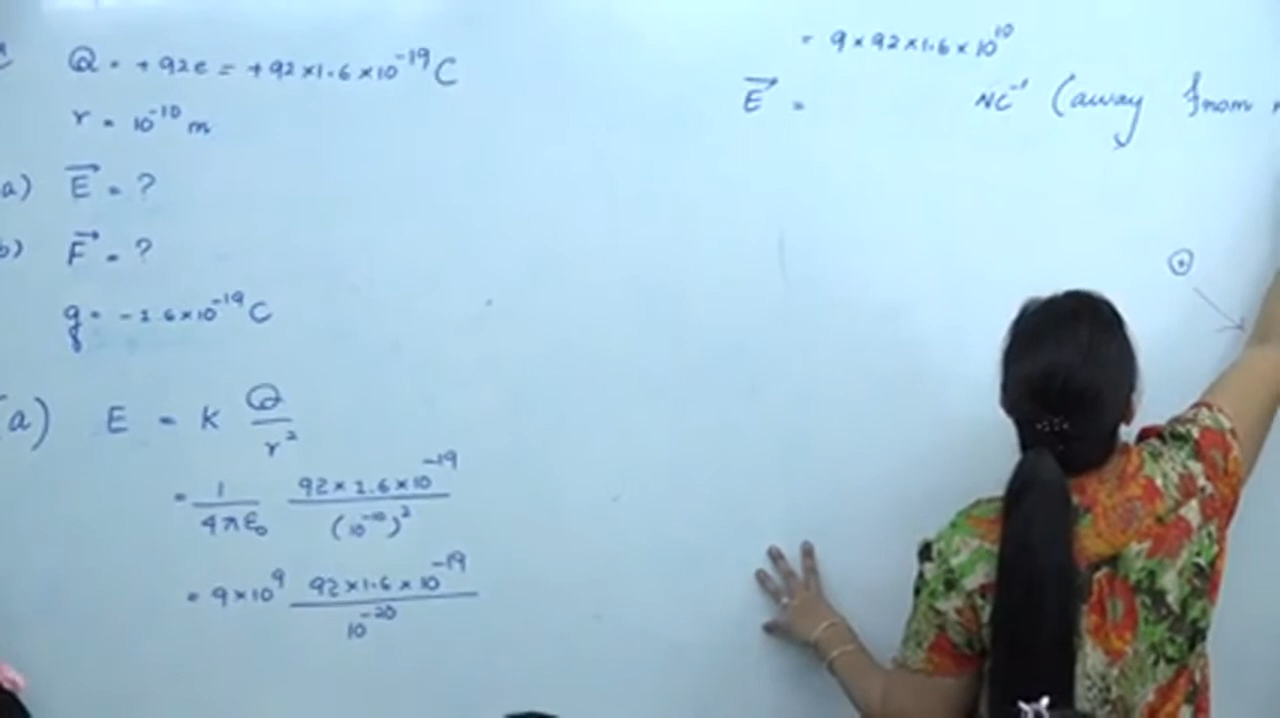 Q = +92e = +92×1.6×10⁻¹⁹C
r = 10⁻¹⁰ m
a) E⃗ = ?
b) F⃗ = ?
q = -1.6×10⁻¹⁹C
(a) E = k Q/r²
= 1/4πε₀ 92×1.6×10⁻¹⁹/(10⁻¹⁰)²
= 9×10⁹ 92×1.6×10⁻¹⁹/10⁻²⁰
= 9×92×1.6×10¹⁰
E⃗ = NC⁻¹ (away from